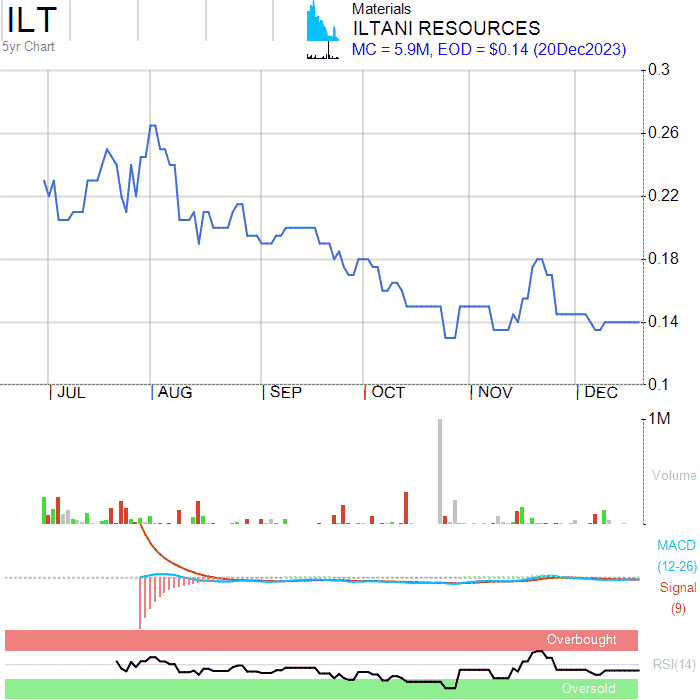 ILT
5yr Chart
Materials
ILTANI RESOURCES
MC = 5.9M, EOD = $0.14 (20Dec2023)
0.3
0.26
0.22
0.18
0.14
0.1
JUL AUG SEP OCT NOV DEC
1M
Volume
MACD
(12-26)
Signal
(9)
Overbought
RSI(14)
Oversold